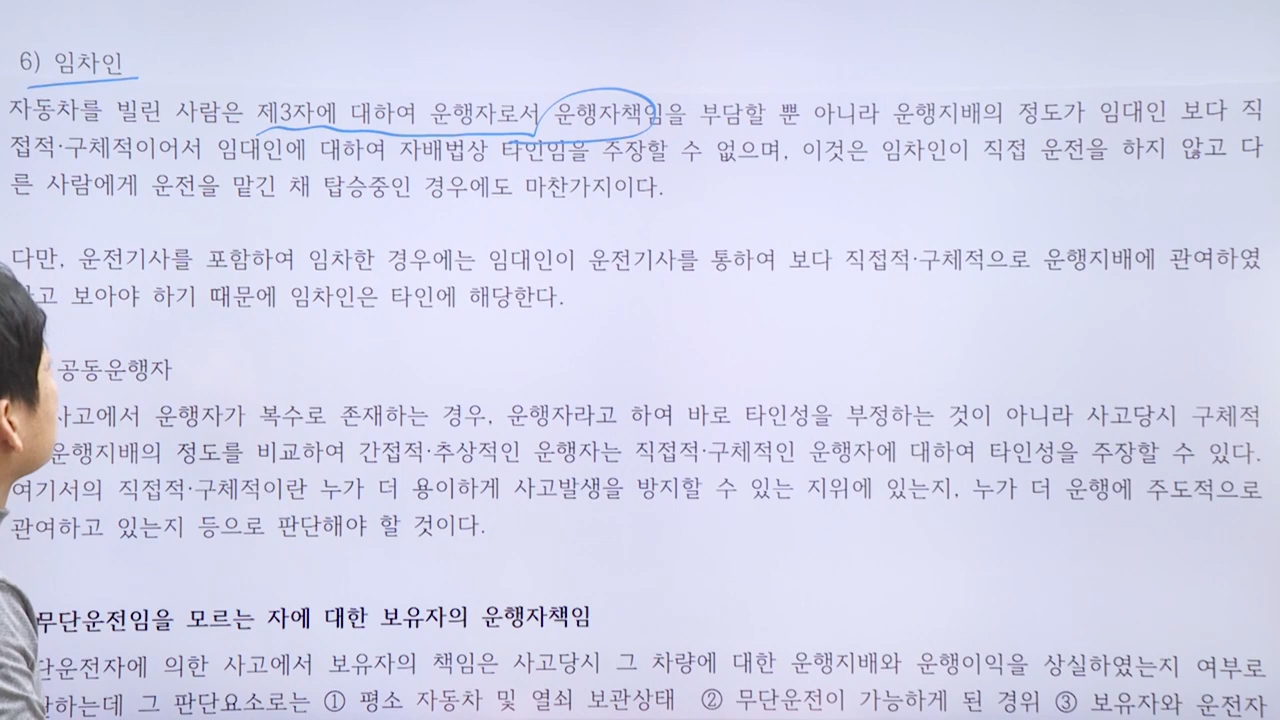 6) 임차인
자동차를 빌린 사람은 제3자에 대하여 운행자로서 운행자책임을 부담할 뿐 아니라 운행지배의 정도가 임대인 보다 직
접적·구체적이어서 임대인에 대하여 자배법상 타인임을 주장할 수 없으며, 이것은 임차인이 직접 운전을 하지 않고 다
른 사람에게 운전을 맡긴 채 탑승중인 경우에도 마찬가지이다.
다만, 운전기사를 포함하여 임차한 경우에는 임대인이 운전기사를 통하여 보다 직접적·구체적으로 운행지배에 관여하였
고 보아야 하기 때문에 임차인은 타인에 해당한다.
공동운행자
사고에서 운행자가 복수로 존재하는 경우, 운행자라고 하여 바로 타인성을 부정하는 것이 아니라 사고당시 구체적
운행지배의 정도를 비교하여 간접적·추상적인 운행자는 직접적·구체적인 운행자에 대하여 타인성을 주장할 수 있다.
여기서의 직접적·구체적이란 누가 더 용이하게 사고발생을 방지할 수 있는 지위에 있는지, 누가 더 운행에 주도적으로
관여하고 있는지 등으로 판단해야 할 것이다.
무단운전임을 모르는 자에 대한 보유자의 운행자책임
단운전자에 의한 사고에서 보유자의 책임은 사고당시 그 차량에 대한 운행지배와 운행이익을 상실하였는지 여부로
하는데 그 판단요소로는 ① 평소 자동차 및 열쇠 보관상태 ② 무단운전이 가능하게 된 경위 ③ 보유자와 운전자